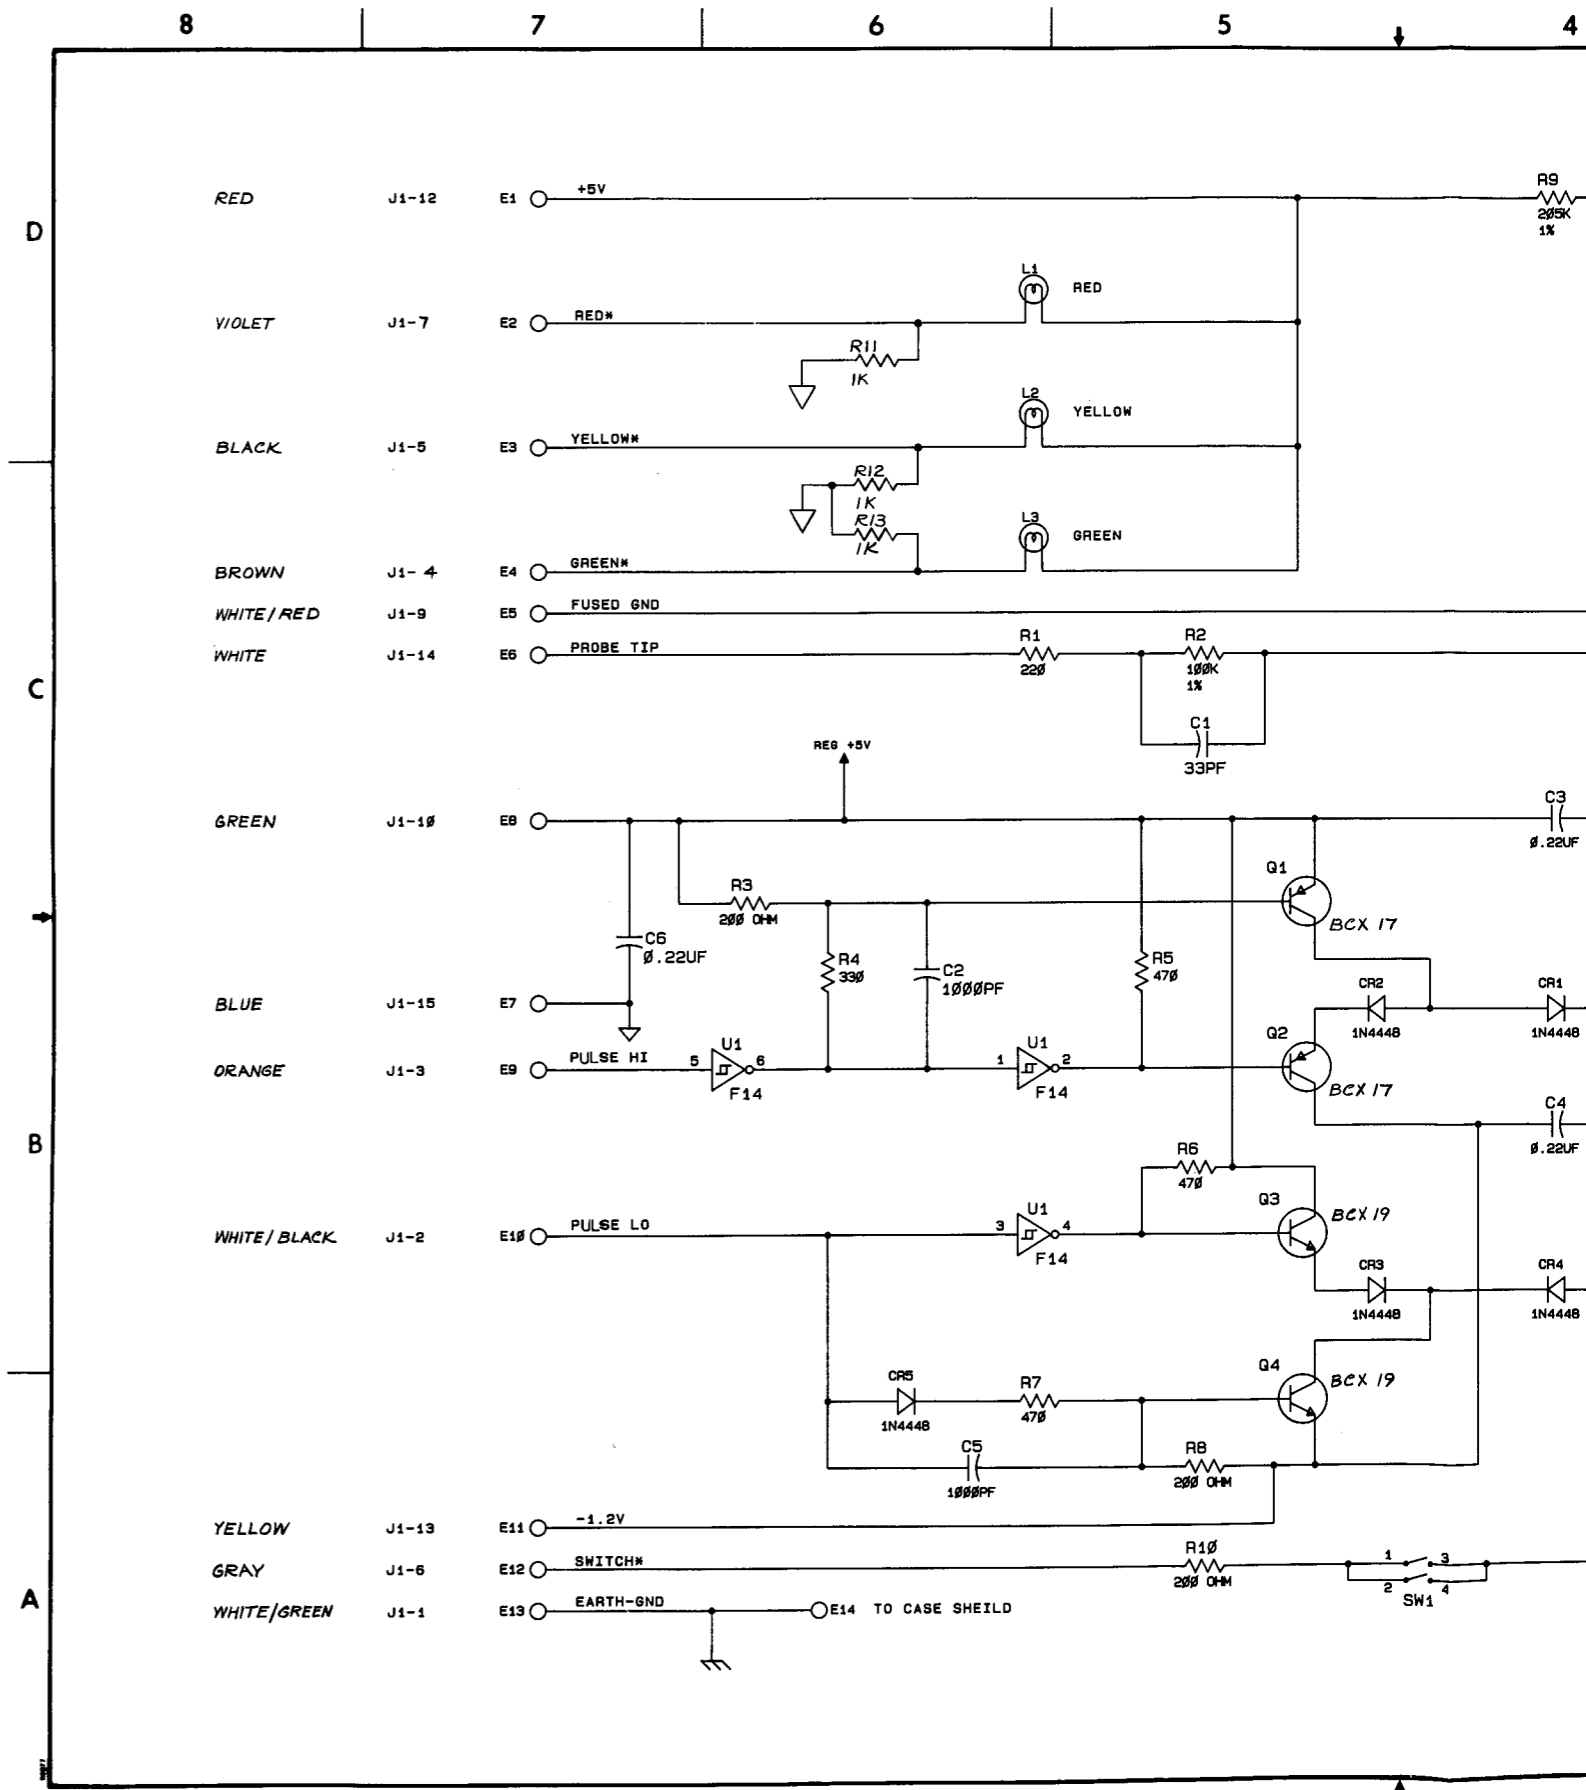 8 7 6 5 4
D
C
B
A
RED J1-12 E1 +5V
R9
205K
1%
L1
RED
VIOLET J1-7 E2 RED*
R11
1K
L2
YELLOW
BLACK J1-5 E3 YELLOW*
R12
1K
R13
1K
L3
GREEN
BROWN J1-4 E4 GREEN*
WHITE/RED J1-9 E5 FUSED GND
WHITE J1-14 E6 PROBE TIP
R1
220
R2
100K
1%
C1
33PF
REG +5V
GREEN J1-10 E8
C3
0.22UF
Q1
BCX 17
R3
200 OHM
C6
0.22UF
R4
330
C2
1000PF
R5
470
CR2
1N4448
CR1
1N4448
BLUE J1-15 E7
ORANGE J1-3 E9 PULSE HI
5 U1 6
F14
1 U1 2
F14
Q2
BCX 17
C4
0.22UF
R6
470
WHITE/BLACK J1-2 E10 PULSE LO
3 U1 4
F14
Q3
BCX 19
CR3
1N4448
CR4
1N4448
CR5
1N4448
R7
470
Q4
BCX 19
C5
1000PF
R8
200 OHM
YELLOW J1-13 E11 -1.2V
GRAY J1-6 E12 SWITCH*
R10
200 OHM
1 3
2 4
SW1
WHITE/GREEN J1-1 E13 EARTH-GND
E14 TO CASE SHEILD